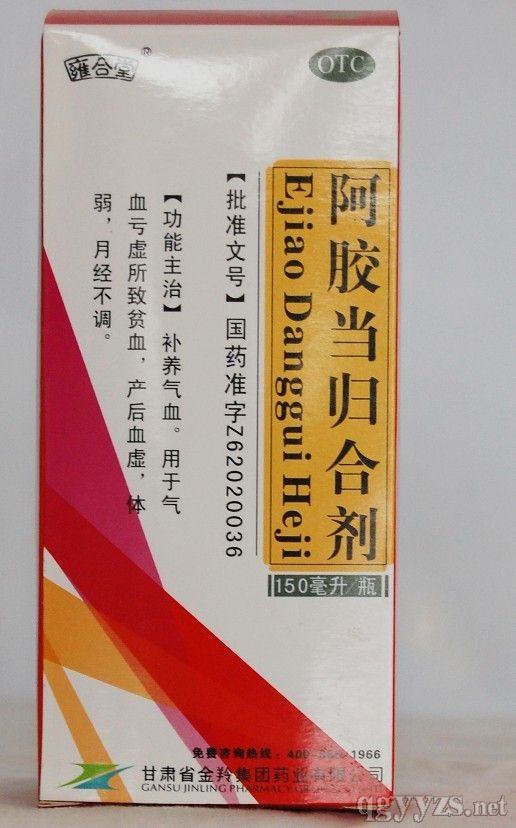 雍合堂®
OTC
阿胶当归合剂
Ejiao Danggui Heji
150毫升/瓶
【批准文号】国药准字Z62020036
【功能主治】 补养气血。用于气
血亏虚所致贫血，产后血虚，体
弱，月经不调。
免费咨询热线：400-
-1966
甘肃省金羚集团药业有限公司
GANSU JINLING PHARMACY
qgyyzs.net